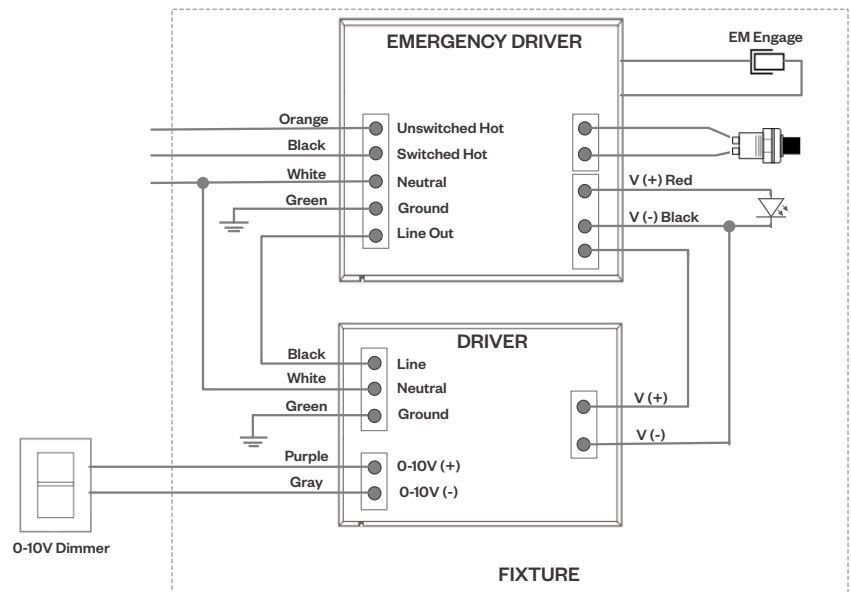 EMERGENCY DRIVER
EM Engage
Orange
Unswitched Hot
Black
Switched Hot
White
Neutral
Green
Ground
Line Out
V (+) Red
V (-) Black
DRIVER
Black
Line
White
Neutral
Green
Ground
V (+)
V (-)
Purple
0-10V (+)
Gray
0-10V (-)
0-10V Dimmer
FIXTURE